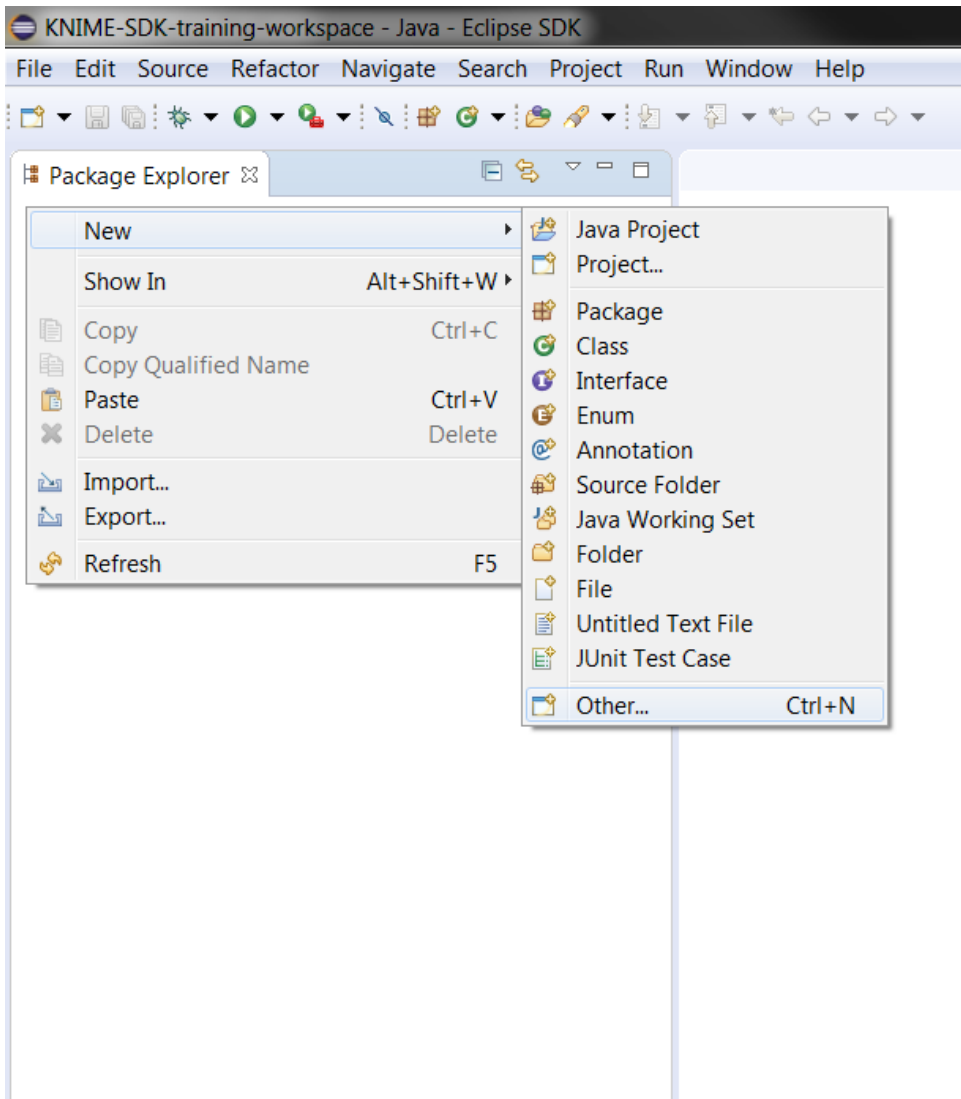 KNIME-SDK-training-workspace - Java - Eclipse SDK
File Edit Source Refactor Navigate Search Project Run Window Help
Package Explorer
New
Show In Alt+Shift+W
Copy Ctrl+C
Copy Qualified Name
Paste Ctrl+V
Delete Delete
Import...
Export...
Refresh F5
Java Project
Project...
Package
Class
Interface
Enum
Annotation
Source Folder
Java Working Set
Folder
File
Untitled Text File
JUnit Test Case
Other... Ctrl+N